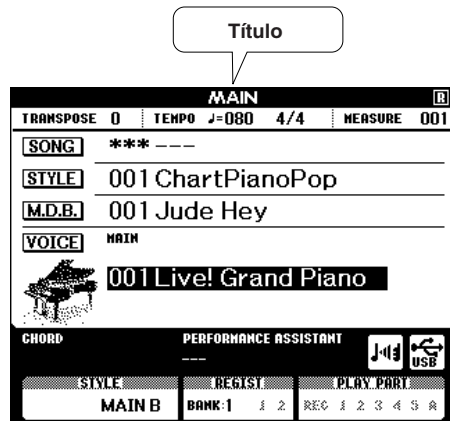 Título
MAIN R
TRANSPOSE 0 TEMPO ♩=080 4/4 MEASURE 001
SONG *** ---
STYLE 001 ChartPianoPop
M.D.B. 001 Jude Hey
VOICE MAIN
001 Live! Grand Piano
CHORD PERFORMANCE ASSISTANT
--- USB
STYLE REGIST PLAY PART
MAIN B BANK:1 1 2 REC 1 2 3 4 5 A